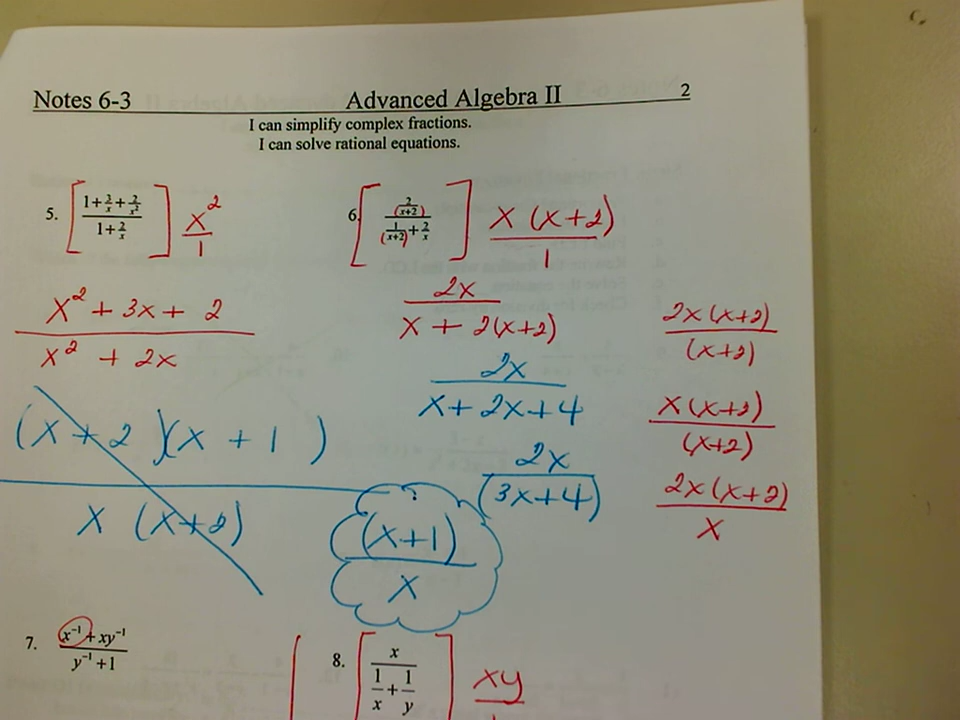 Notes 6-3 Advanced Algebra II 2
I can simplify complex fractions.
I can solve rational equations.
5. [(1+3/x+2/x²)/(1+2/x)] x²/1
x² + 3x + 2
x² + 2x
(x + 2)(x + 1)
x (x+2)
(x+1)
x
6. [(2/(x+2))/(1/(x+2)+2/x)] x (x+2)/1
2x
x + 2(x+2)
2x
x + 2x + 4
2x
(3x+4)
2x(x+2)
(x+2)
x(x+2)
(x+2)
2x(x+2)
x
7. (x⁻¹+xy⁻¹)/(y⁻¹+1)
8. [x/(1/x+1/y)] xy